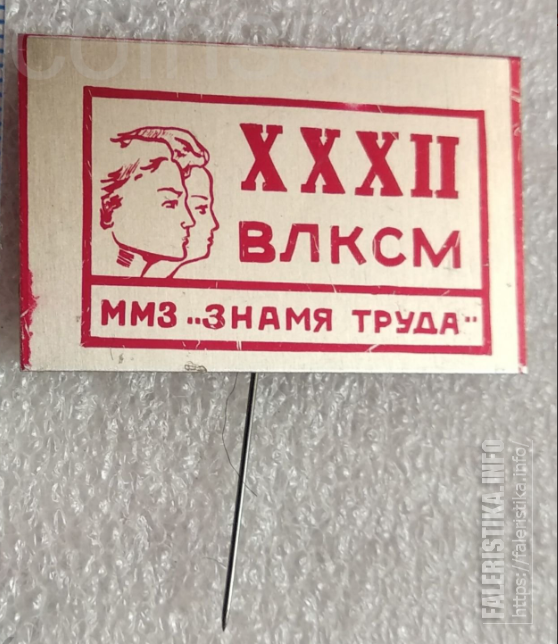 XXXII
ВЛКСМ
ММЗ „ЗНАМЯ ТРУДА"
FALERISTIKA.INFO
https://faleristika.info/